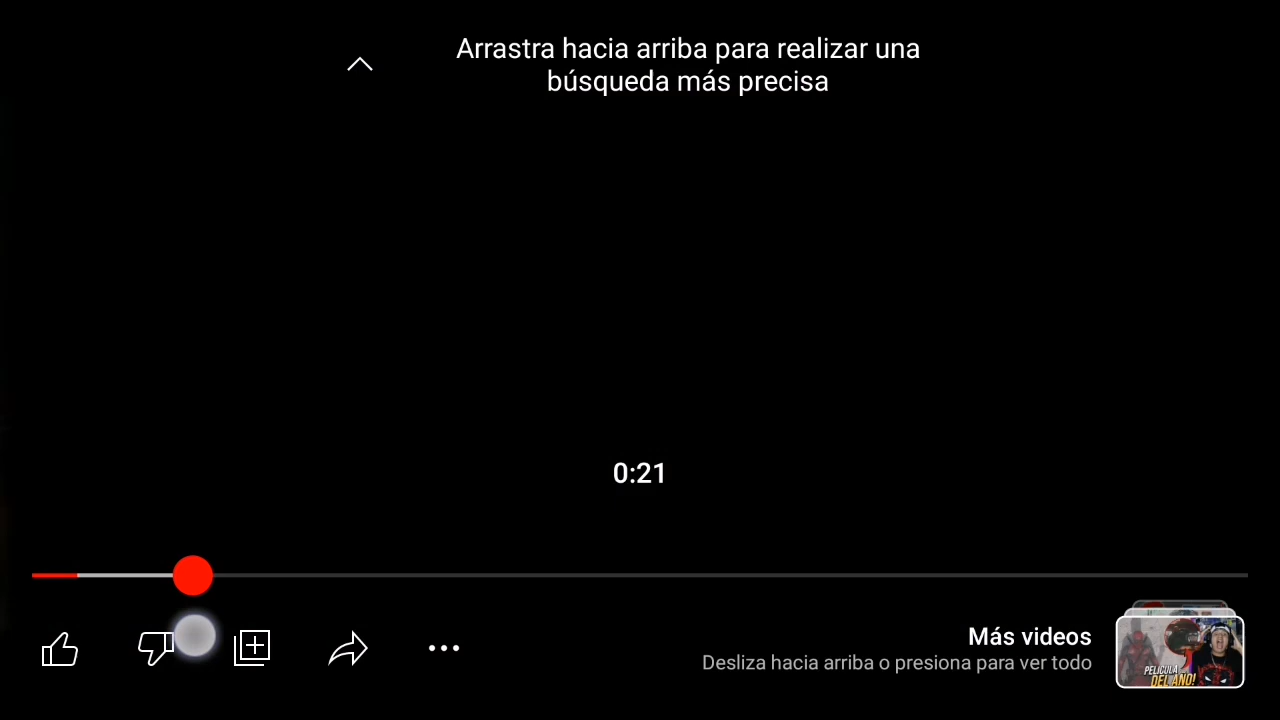 Arrastra hacia arriba para realizar una
búsqueda más precisa
0:21
Más videos
Desliza hacia arriba o presiona para ver todo
PELICULA
DEL AÑO!